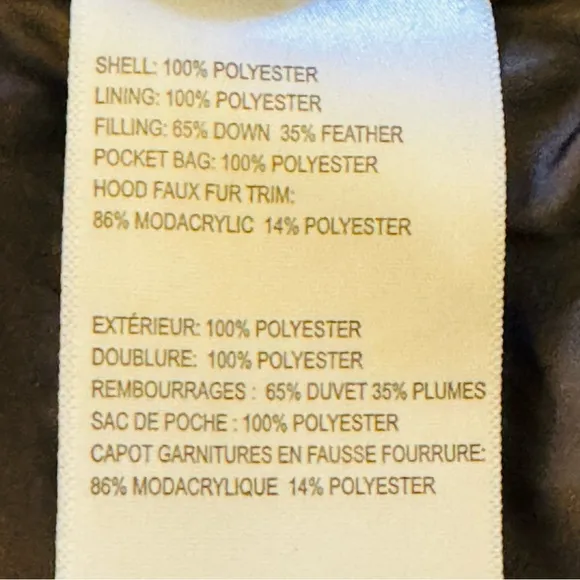 SHELL: 100% POLYESTER
LINING: 100% POLYESTER
FILLING: 65% DOWN 35% FEATHER
POCKET BAG: 100% POLYESTER
HOOD FAUX FUR TRIM:
86% MODACRYLIC 14% POLYESTER
EXTÉRIEUR: 100% POLYESTER
DOUBLURE: 100% POLYESTER
REMBOURRAGES : 65% DUVET 35% PLUMES
SAC DE POCHE : 100% POLYESTER
CAPOT GARNITURES EN FAUSSE FOURRURE:
86% MODACRYLIQUE 14% POLYESTER